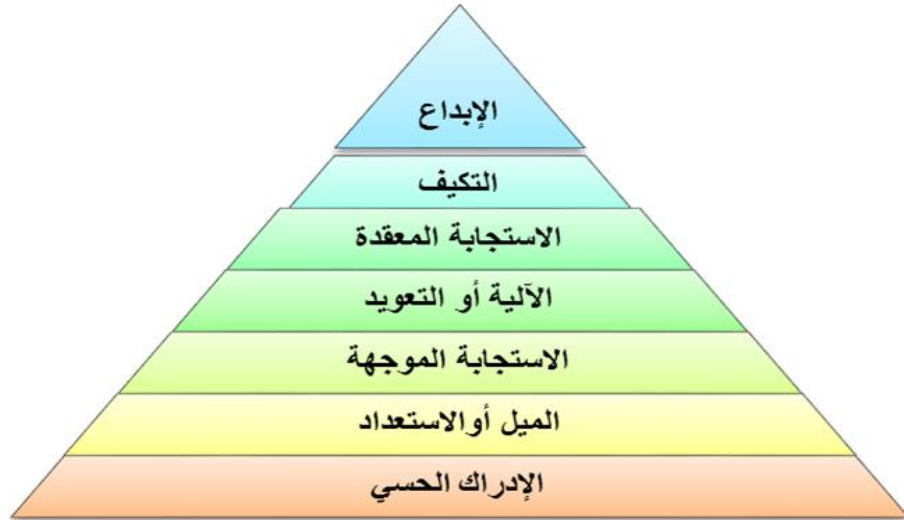 الإبداع
التكيف
الاستجابة المعقدة
الآلية أو التعويد
الاستجابة الموجهة
الميل أوالاستعداد
الإدراك الحسي